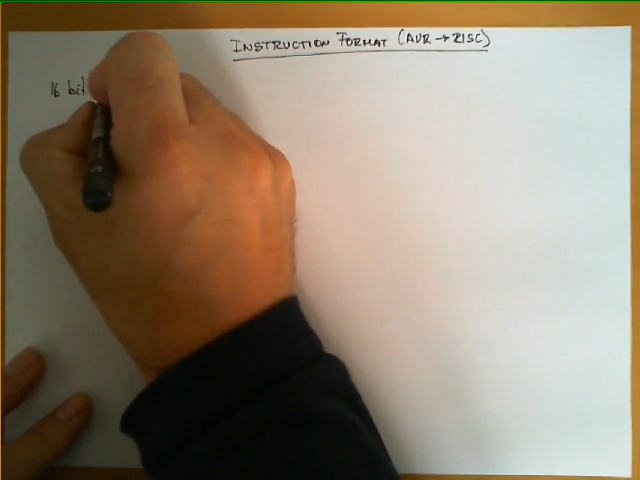 INSTRUCTION FORMAT (AVR → RISC)
16 bit